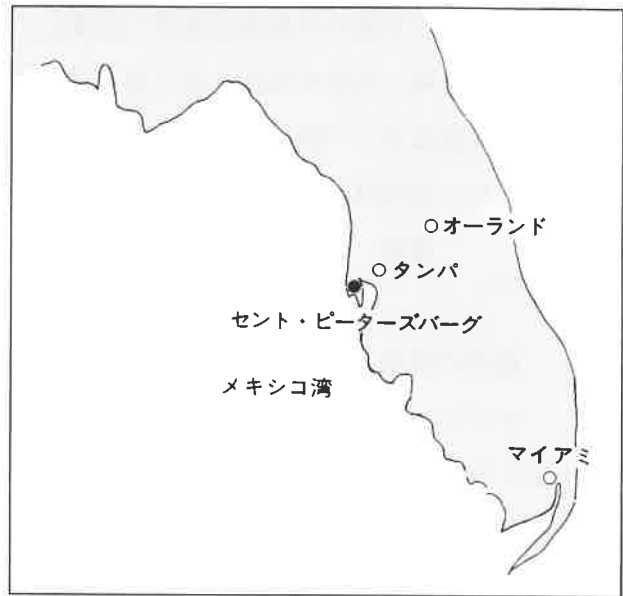 オーランド
タンパ
セント・ピーターズバーグ
メキシコ湾
マイアミ